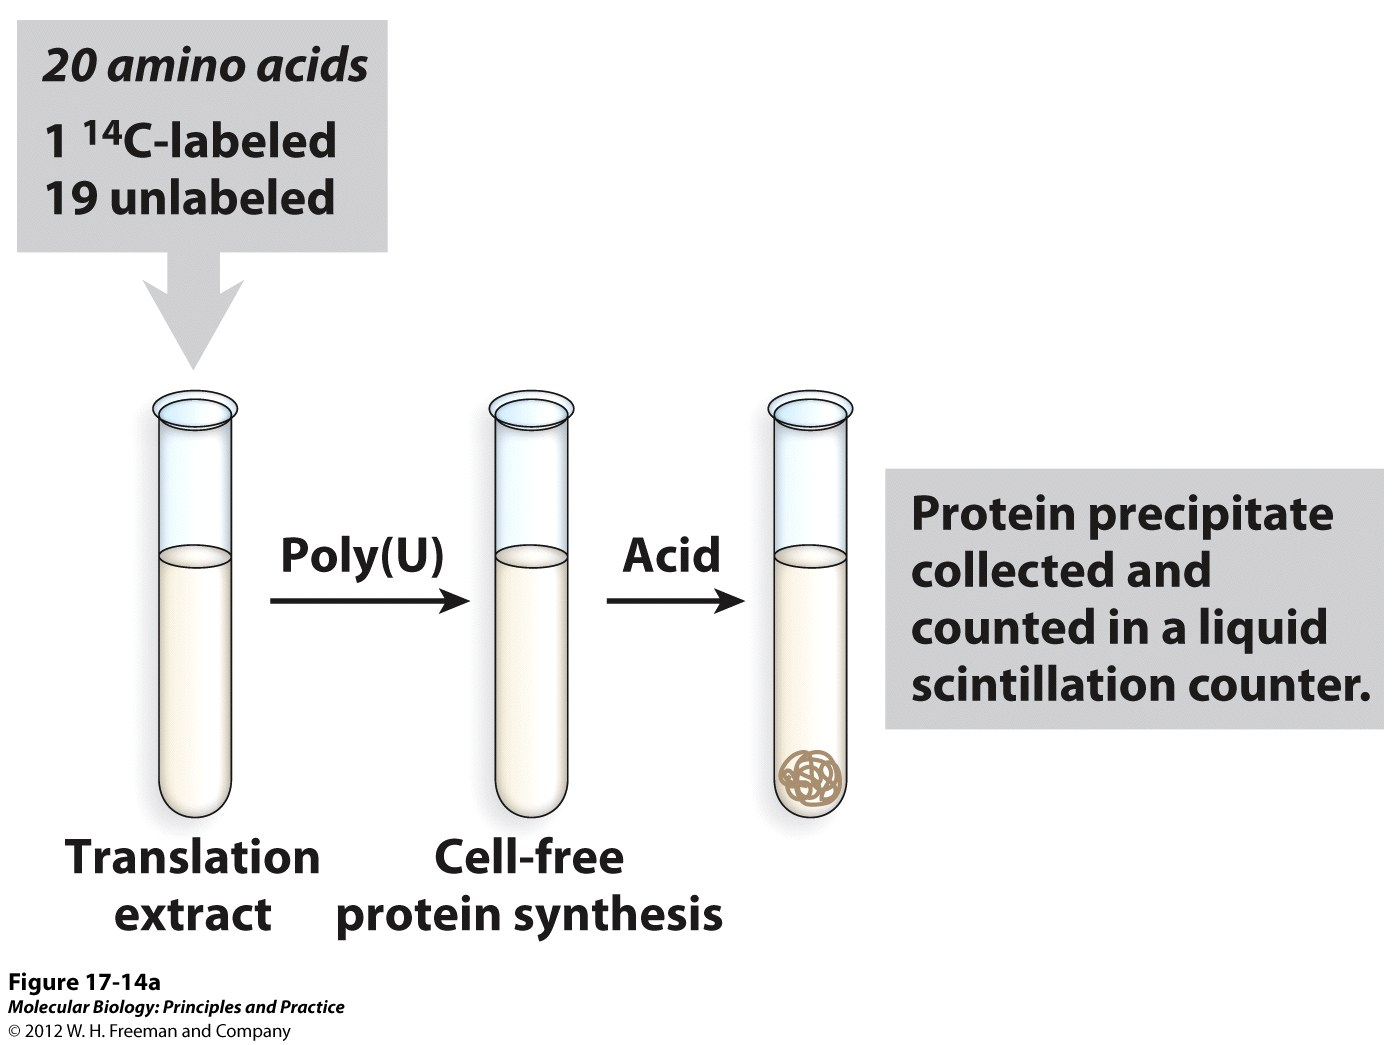 20 amino acids
1 ¹⁴C-labeled
19 unlabeled
Poly(U)
Acid
Protein precipitate
collected and
counted in a liquid
scintillation counter.
Translation
extract
Cell-free
protein synthesis
Figure 17-14a
Molecular Biology: Principles and Practice
© 2012 W. H. Freeman and Company